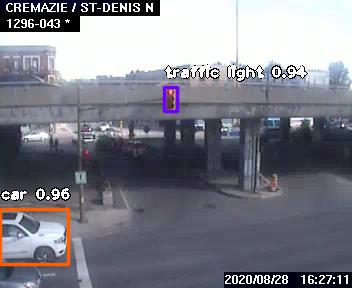 CREMAZIE / ST-DENIS N
1296-043 *
traffic light 0.94
car 0.96
2020/08/28 16:27:11